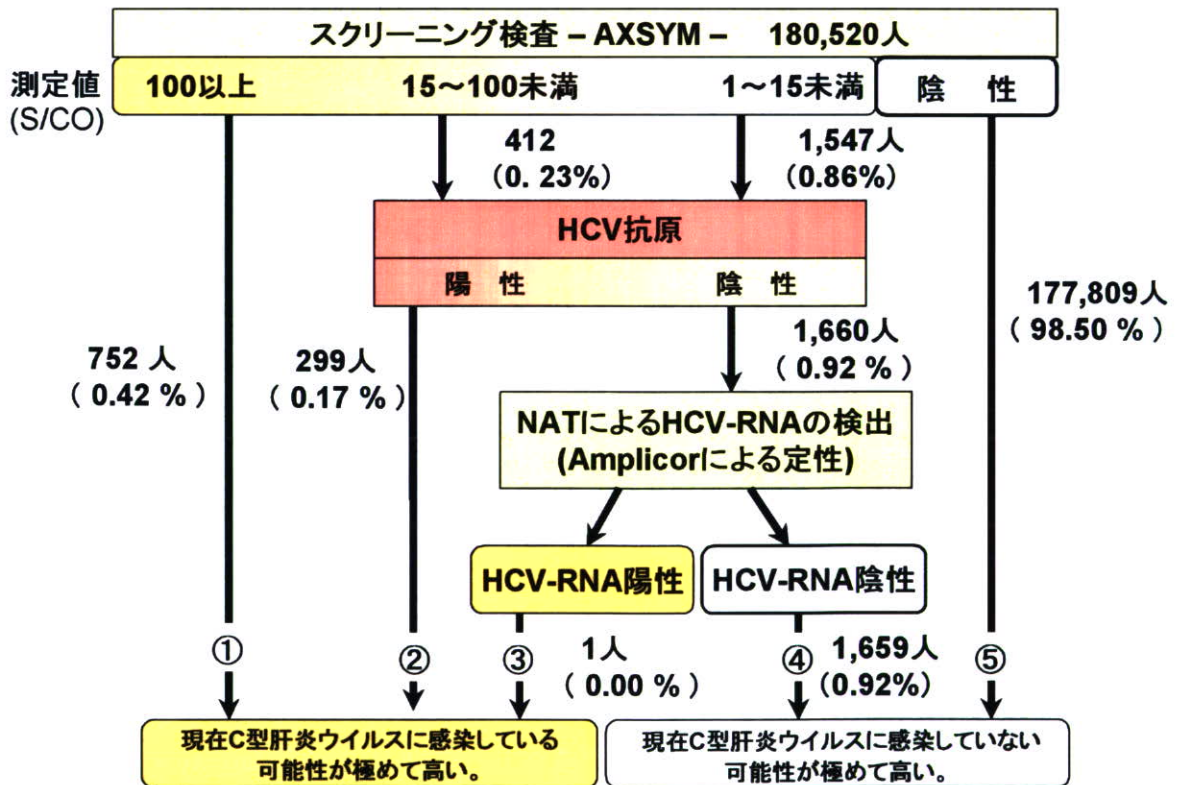 スクリーニング検査 – AXSYM –　180,520人
測定値
(S/CO)
100以上
15～100未満
1～15未満
陰　性
412
（0. 23%）
1,547人
（0.86%）
HCV抗原
陽　性
陰　性
177,809人
（ 98.50 % ）
1,660人
（0.92 % ）
752 人
（ 0.42 % ）
299人
（ 0.17 % ）
NATによるHCV-RNAの検出
(Amplicorによる定性)
HCV-RNA陽性
HCV-RNA陰性
①
②
③
1人
（ 0.00 % ）
④
1,659人
（0.92%）
⑤
現在C型肝炎ウイルスに感染している
可能性が極めて高い。
現在C型肝炎ウイルスに感染していない
可能性が極めて高い。